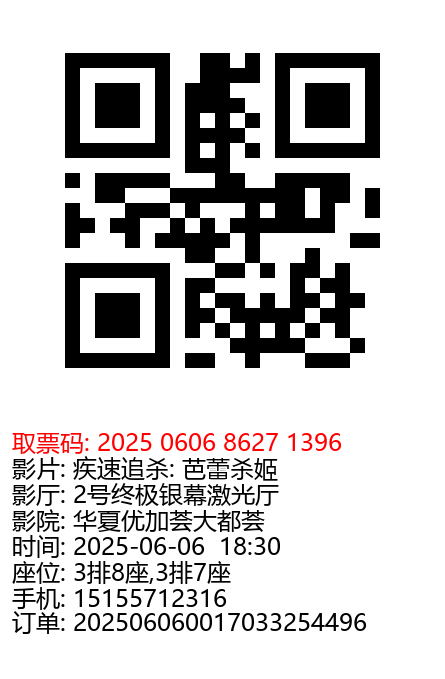 取票码: 2025 0606 8627 1396
影片: 疾速追杀: 芭蕾杀姬
影厅: 2号终极银幕激光厅
影院: 华夏优加荟大都荟
时间: 2025-06-06  18:30
座位: 3排8座,3排7座
手机: 15155712316
订单: 202506060017033254496